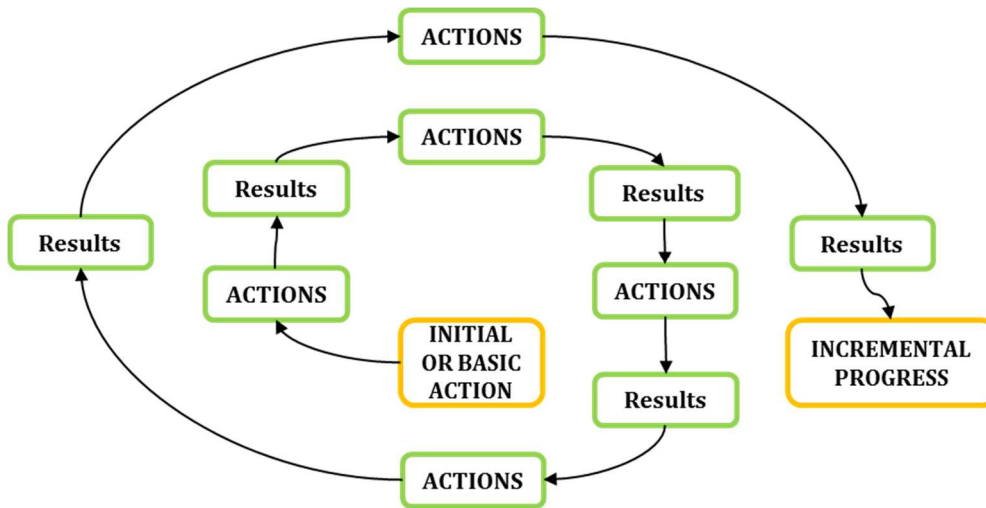 ACTIONS
ACTIONS
Results
Results
Results
Results
ACTIONS
ACTIONS
INITIAL
OR BASIC
ACTION
INCREMENTAL
PROGRESS
Results
ACTIONS